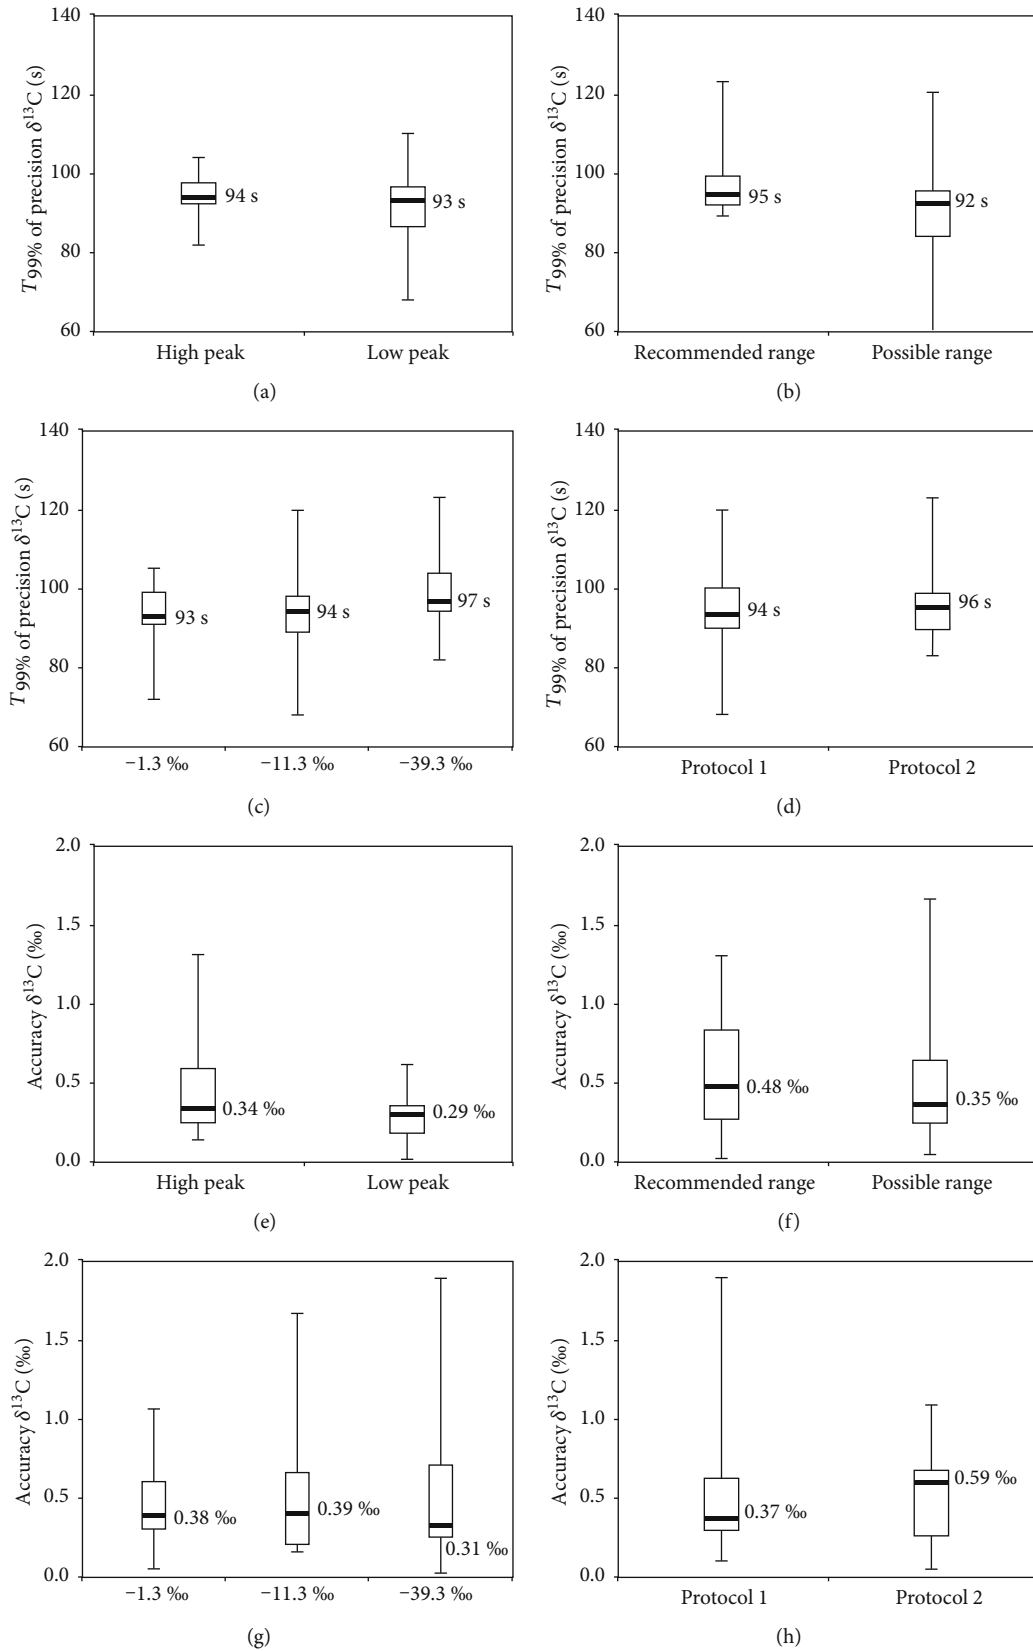 140
120
100
80
60
T99% of precision δ¹³C (s)
94 s
93 s
High peak
Low peak
(a)
140
120
100
80
60
T99% of precision δ¹³C (s)
95 s
92 s
Recommended range
Possible range
(b)
140
120
100
80
60
T99% of precision δ¹³C (s)
93 s
94 s
97 s
−1.3 ‰
−11.3 ‰
−39.3 ‰
(c)
140
120
100
80
60
T99% of precision δ¹³C (s)
94 s
96 s
Protocol 1
Protocol 2
(d)
2.0
1.5
1.0
0.5
0.0
Accuracy δ¹³C (‰)
0.34 ‰
0.29 ‰
High peak
Low peak
(e)
2.0
1.5
1.0
0.5
0.0
Accuracy δ¹³C (‰)
0.48 ‰
0.35 ‰
Recommended range
Possible range
(f)
2.0
1.5
1.0
0.5
0.0
Accuracy δ¹³C (‰)
0.38 ‰
0.39 ‰
0.31 ‰
−1.3 ‰
−11.3 ‰
−39.3 ‰
(g)
2.0
1.5
1.0
0.5
0.0
Accuracy δ¹³C (‰)
0.37 ‰
0.59 ‰
Protocol 1
Protocol 2
(h)